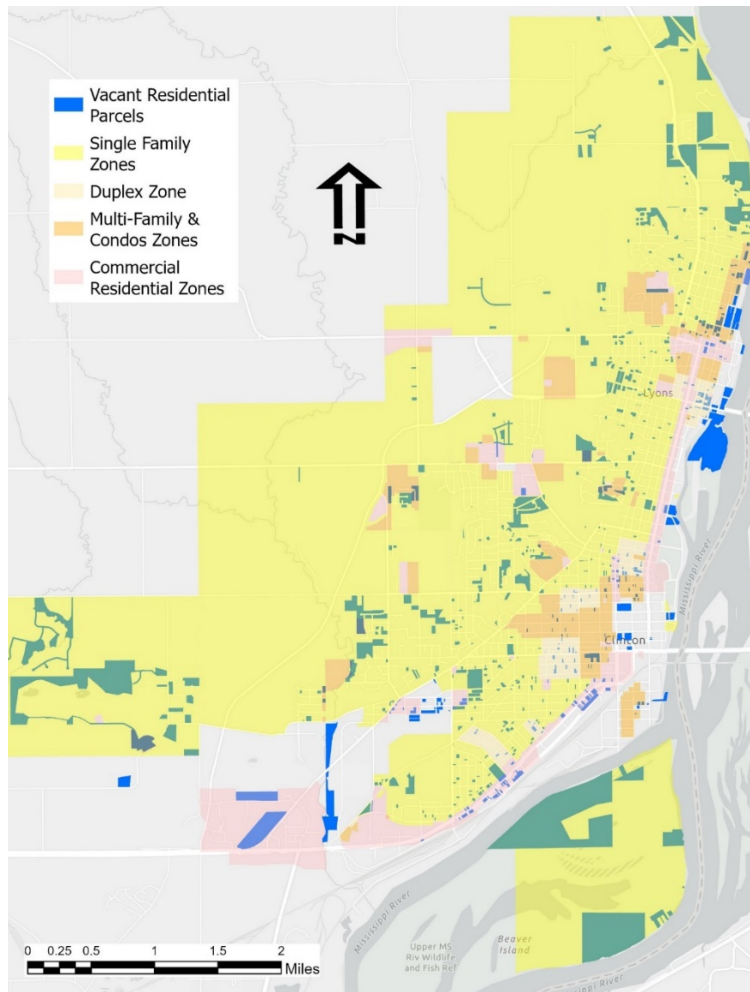 Vacant Residential
Parcels
Single Family
Zones
Duplex Zone
Multi-Family &
Condos Zones
Commercial
Residential Zones
N
Lyons
Mississippi River
Clinton
Mississippi River
Beaver
Island
Upper MS
Riv Wildlife
and Fish Ref
Mississippi River
0 0.25 0.5 1 1.5 2
Miles